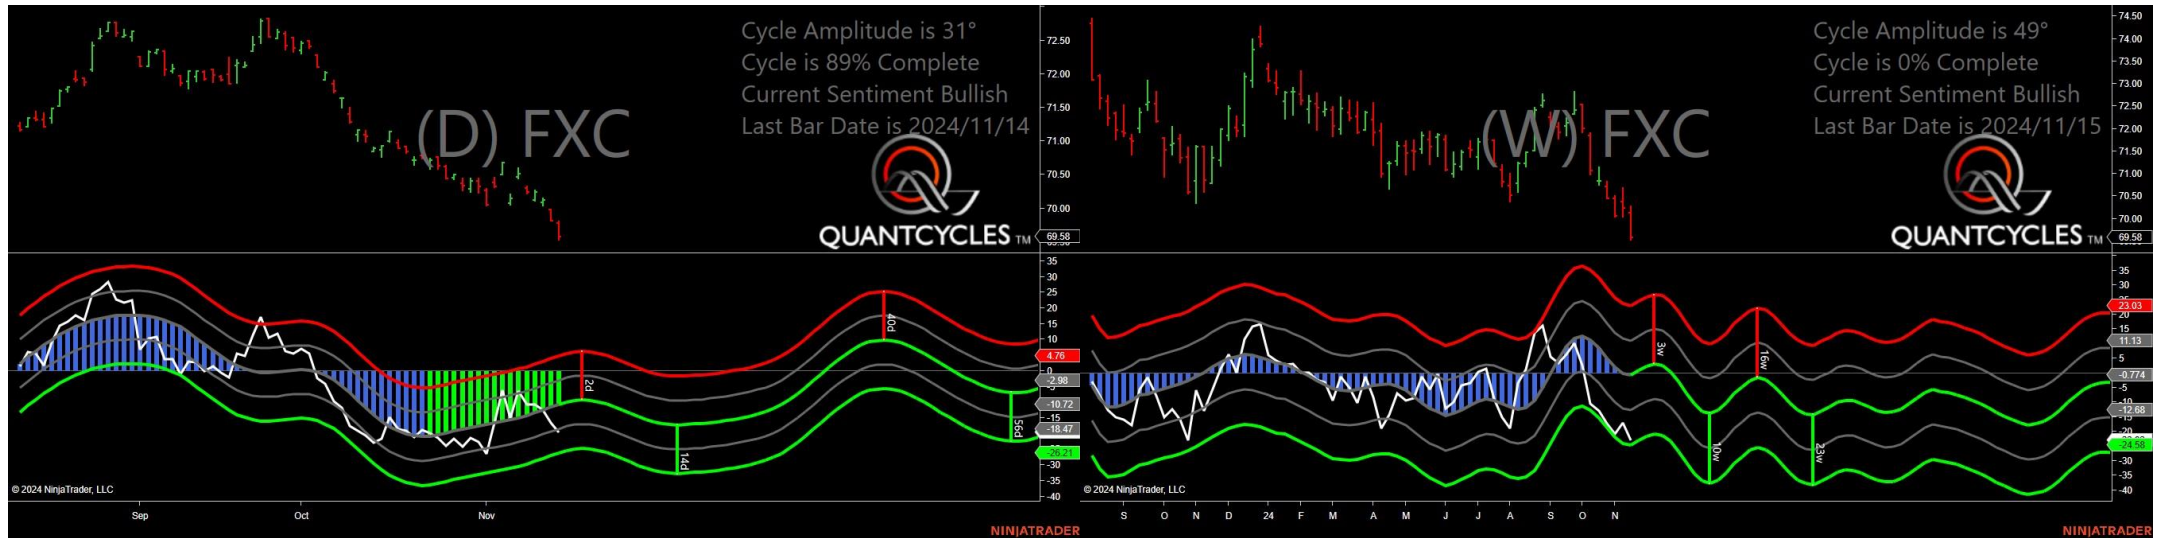 Cycle Amplitude is 31°
Cycle is 89% Complete
Current Sentiment Bullish
Last Bar Date is 2024/11/14
(D) FXC
QUANTCYCLES TM
72.50
72.00
71.50
71.00
70.50
70.00
69.58
35
30
25
20
15
10
4.76
0
-2.98
-10.72
-15
-18.47
-26.21
-30
-35
-40
2d
14d
40d
56d
© 2024 NinjaTrader, LLC
Sep Oct Nov
NINJATRADER
Cycle Amplitude is 49°
Cycle is 0% Complete
Current Sentiment Bullish
Last Bar Date is 2024/11/15
(W) FXC
QUANTCYCLES TM
74.50
74.00
73.50
73.00
72.50
72.00
71.50
71.00
70.50
70.00
69.58
35
30
23.03
20
15
11.13
5
-0.774
-5
-10
-12.68
-20
-24.58
-30
-35
-40
3w
10w
16w
23w
© 2024 NinjaTrader, LLC
S O N D 24 F M A M J J A S O N
NINJATRADER